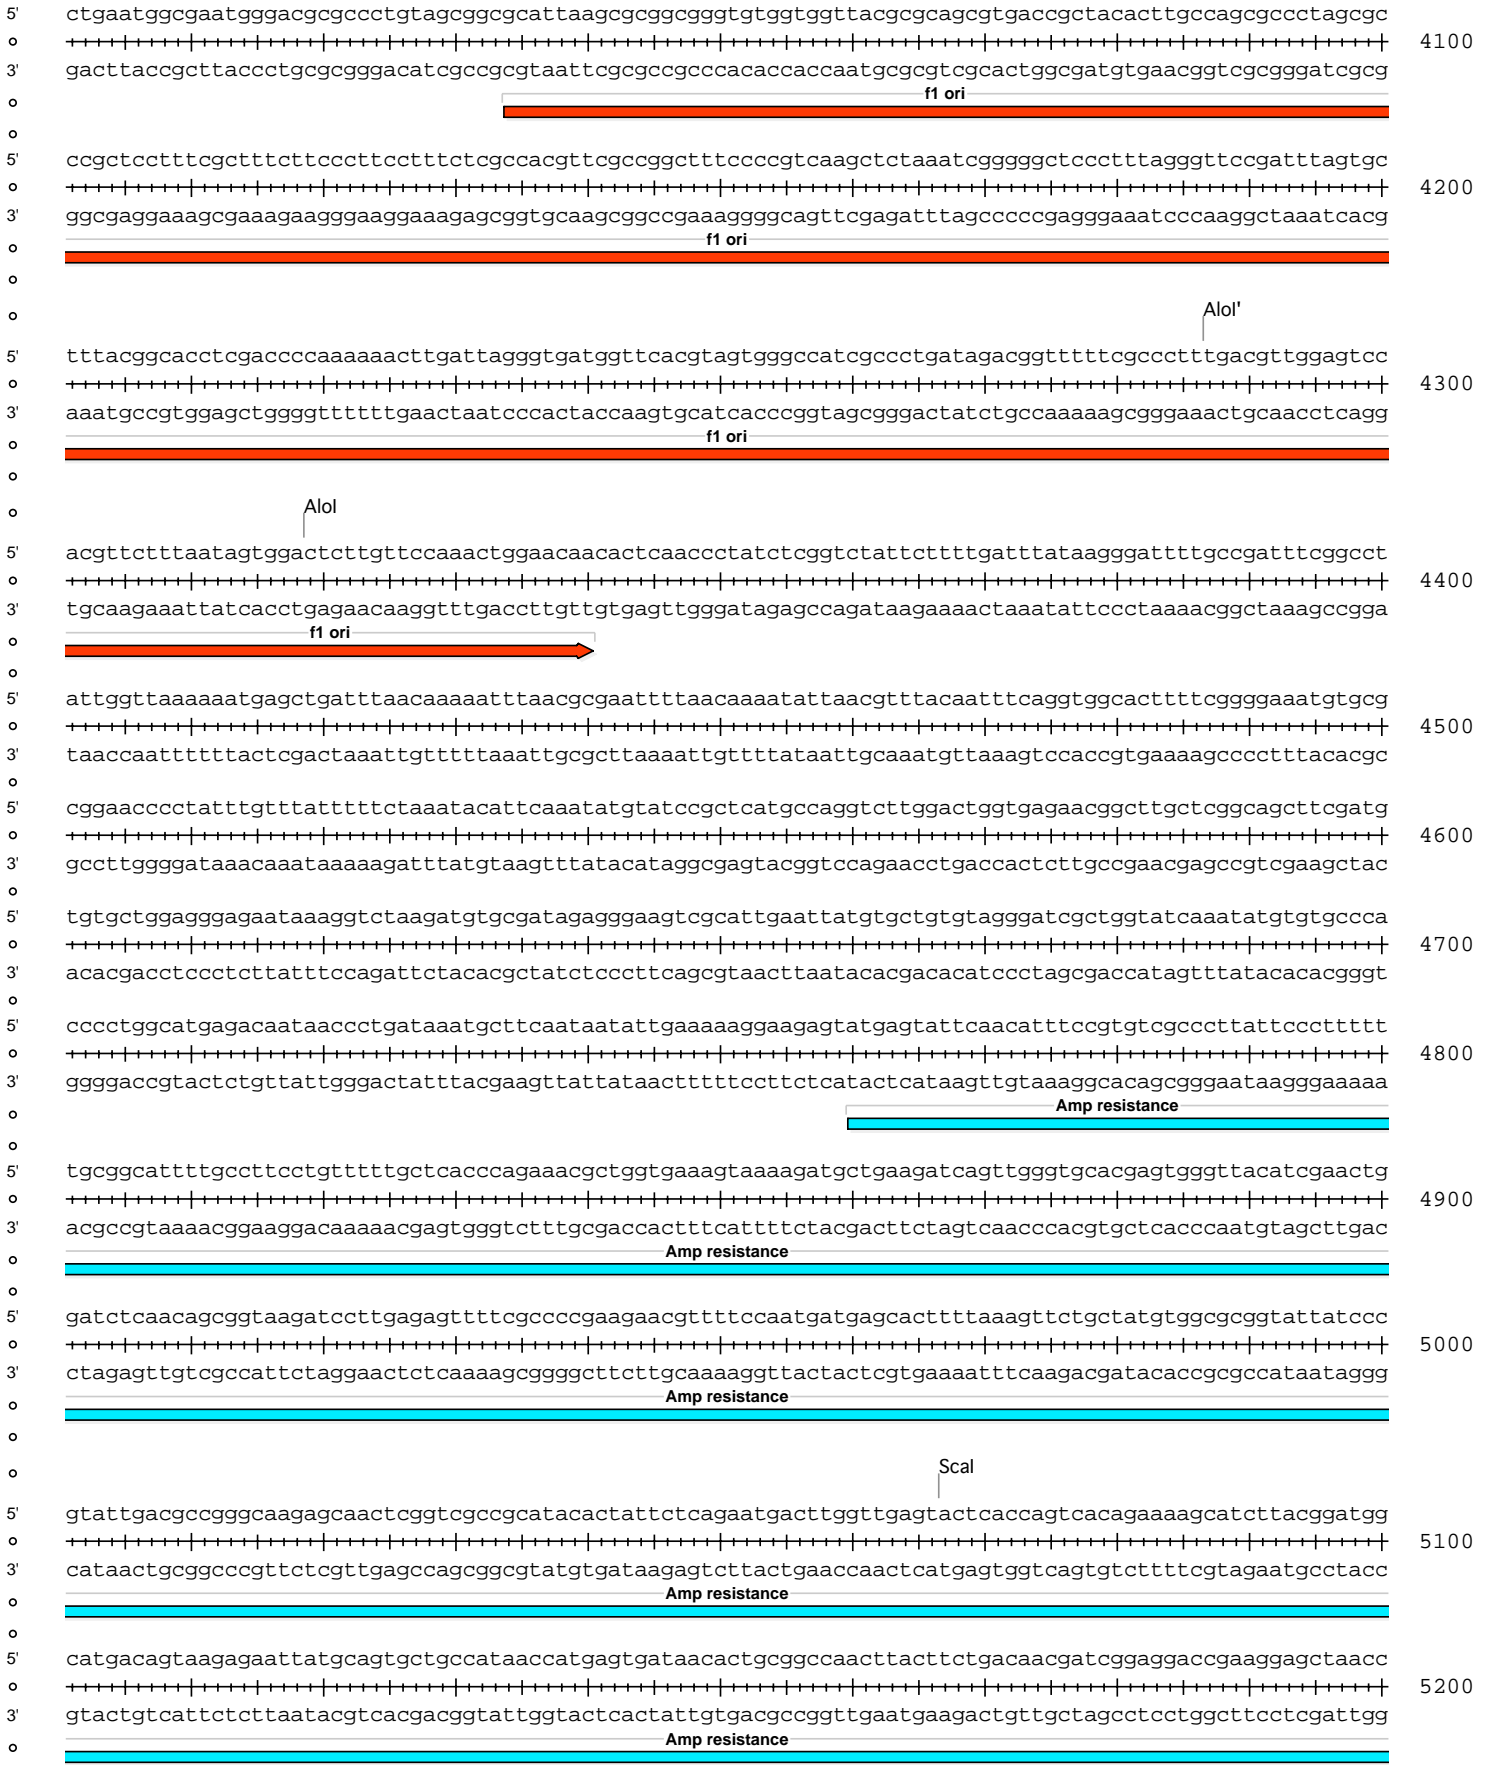 5' ctgaatggcgaatgggacgcgccctgtagcggcgcattaagcgcggcgggtgtggtggttacgcgcagcgtgaccgctacacttgccagcgccctagcgc
4100
3' gacttaccgcttaccctgcgcgggacatcgccgcgtaattcgcgccgcccacaccaccaatgcgcgtcgcactggcgatgtgaacggtcgcgggatcgcg
f1 ori
5' ccgctcctttcgctttcttcccttcctttctcgccacgttcgccggctttccccgtcaagctctaaatcgggggctccctttagggttccgatttagtgc
4200
3' ggcgaggaaagcgaaagaagggaaggaaagagcggtgcaagcggccgaaaggggcagttcgagatttagcccccgagggaaatcccaaggctaaatcacg
f1 ori
AloI'
5' tttacggcacctcgaccccaaaaaacttgattagggtgatggttcacgtagtgggccatcgccctgatagacggtttttcgccctttgacgttggagtcc
4300
3' aaatgccgtggagctggggttttttgaactaatcccactaccaagtgcatcacccggtagcgggactatctgccaaaaagcgggaaactgcaacctcagg
f1 ori
AloI
5' acgttctttaatagtggactcttgttccaaactggaacaacactcaaccctatctcggtctattcttttgatttataagggattttgccgatttcggcct
4400
3' tgcaagaaattatcacctgagaacaaggtttgaccttgttgtgagttgggatagagccagataagaaaactaaatattccctaaaacggctaaagccgga
f1 ori
5' attggttaaaaaatgagctgatttaacaaaaatttaacgcgaattttaacaaaatattaacgtttacaatttcaggtggcacttttcggggaaatgtgcg
4500
3' taaccaattttttactcgactaaattgtttttaaattgcgcttaaaattgttttataattgcaaatgttaaagtccaccgtgaaaagcccctttacacgc
5' cggaacccctatttgtttatttttctaaatacattcaaatatgtatccgctcatgccaggtcttggactggtgagaacggcttgctcggcagcttcgatg
4600
3' gccttggggataaacaaataaaaagatttatgtaagtttatacataggcgagtacggtccagaacctgaccactcttgccgaacgagccgtcgaagctac
5' tgtgctggagggagaataaaggtctaagatgtgcgatagagggaagtcgcattgaattatgtgctgtgtagggatcgctggtatcaaatatgtgtgccca
4700
3' acacgacctccctcttatttccagattctacacgctatctcccttcagcgtaacttaatacacgacacatccctagcgaccatagtttatacacacgggt
5' cccctggcatgagacaataaccctgataaatgcttcaataatattgaaaaaggaagagtatgagtattcaacatttccgtgtcgcccttattcccttttt
4800
3' ggggaccgtactctgttattgggactatttacgaagttattataactttttccttctcatactcataagttgtaaaggcacagcgggaataagggaaaaa
Amp resistance
5' tgcggcattttgccttcctgtttttgctcacccagaaacgctggtgaaagtaaaagatgctgaagatcagttgggtgcacgagtgggttacatcgaactg
4900
3' acgccgtaaaacggaaggacaaaaacgagtgggtctttgcgaccactttcattttctacgacttctagtcaacccacgtgctcacccaatgtagcttgac
Amp resistance
5' gatctcaacagcggtaagatccttgagagttttcgccccgaagaacgttttccaatgatgagcacttttaaagttctgctatgtggcgcggtattatccc
5000
3' ctagagttgtcgccattctaggaactctcaaaagcggggcttcttgcaaaaggttactactcgtgaaaatttcaagacgatacaccgcgccataataggg
Amp resistance
ScaI
5' gtattgacgccgggcaagagcaactcggtcgccgcatacactattctcagaatgacttggttgagtactcaccagtcacagaaaagcatcttacggatgg
5100
3' cataactgcggcccgttctcgttgagccagcggcgtatgtgataagagtcttactgaaccaactcatgagtggtcagtgtcttttcgtagaatgcctacc
Amp resistance
5' catgacagtaagagaattatgcagtgctgccataaccatgagtgataacactgcggccaacttacttctgacaacgatcggaggaccgaaggagctaacc
5200
3' gtactgtcattctcttaatacgtcacgacggtattggtactcactattgtgacgccggttgaatgaagactgttgctagcctcctggcttcctcgattgg
Amp resistance